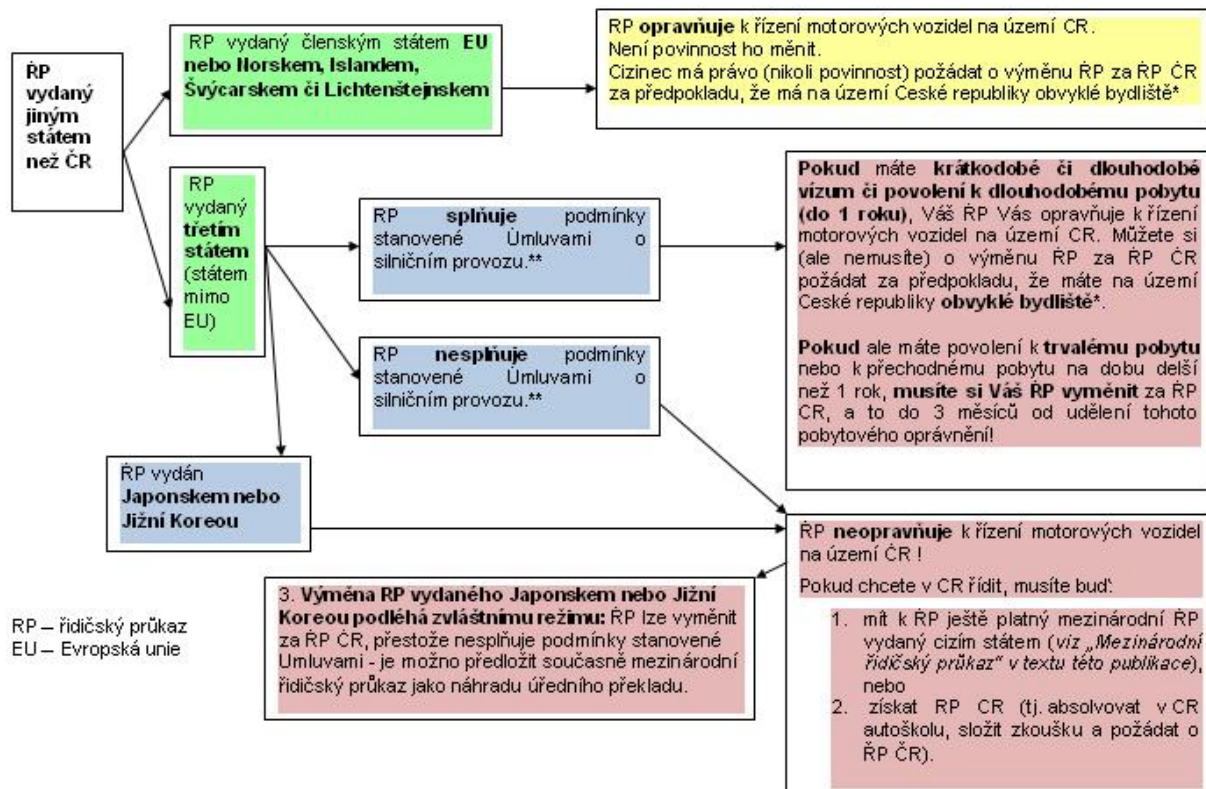 ŘP
vydaný
jiným
státem
než ČR
ŘP vydaný členským státem EU
nebo Norskem, Islandem,
Švýcarskem či Lichtenštejnskem
ŘP opravňuje k řízení motorových vozidel na území ČR.
Není povinnost ho měnit.
Cizinec má právo (nikoli povinnost) požádat o výměnu ŘP za ŘP ČR
za předpokladu, že má na území České republiky obvyklé bydliště*
ŘP
vydaný
třetím
státem
(státem
mimo
EU)
ŘP splňuje podmínky
stanovené Úmluvami o
silničním provozu.**
Pokud máte krátkodobé či dlouhodobé
vízum či povolení k dlouhodobému pobytu
(do 1 roku), Váš ŘP Vás opravňuje k řízení
motorových vozidel na území ČR. Můžete si
(ale nemusíte) o výměnu ŘP za ŘP ČR
požádat za předpokladu, že máte na území
České republiky obvyklé bydliště*.
Pokud ale máte povolení k trvalému pobytu
nebo k přechodnému pobytu na dobu delší
než 1 rok, musíte si Váš ŘP vyměnit za ŘP
ČR, a to do 3 měsíců od udělení tohoto
pobytového oprávnění!
ŘP nesplňuje podmínky
stanovené Úmluvami o
silničním provozu.**
ŘP vydán
Japonskem nebo
Jižní Koreou
ŘP neopravňuje k řízení motorových vozidel
na území ČR !
Pokud chcete v ČR řídit, musíte buď:
1. mít k ŘP ještě platný mezinárodní ŘP
vydaný cizím státem (viz „Mezinárodní
řidičský průkaz“ v textu této publikace),
nebo
2. získat ŘP ČR (tj. absolvovat v ČR
autoškolu, složit zkoušku a požádat o
ŘP ČR).
3. Výměna ŘP vydaného Japonskem nebo Jižní
Koreou podléhá zvláštnímu režimu: ŘP lze vyměnit
za ŘP ČR, přestože nesplňuje podmínky stanovené
Úmluvami - je možno předložit současně mezinárodní
řidičský průkaz jako náhradu úředního překladu.
ŘP – řidičský průkaz
EU – Evropská unie